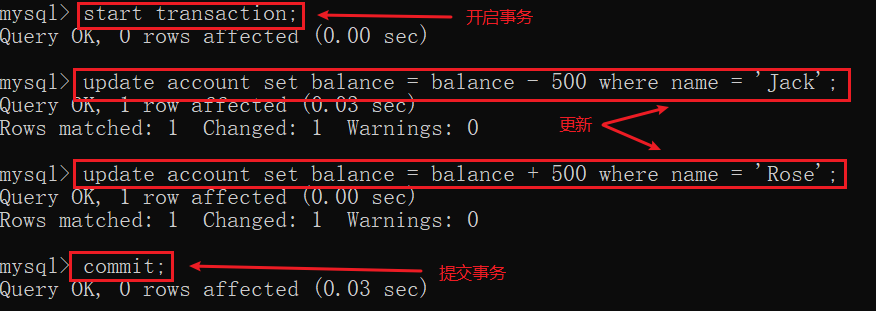 mysql> start transaction; 开启事务
Query OK, 0 rows affected (0.00 sec)
mysql> update account set balance = balance - 500 where name = 'Jack';
Query OK, 1 row affected (0.03 sec)
Rows matched: 1  Changed: 1  Warnings: 0
更新
mysql> update account set balance = balance + 500 where name = 'Rose';
Query OK, 1 row affected (0.00 sec)
Rows matched: 1  Changed: 1  Warnings: 0
mysql> commit; 提交事务
Query OK, 0 rows affected (0.03 sec)